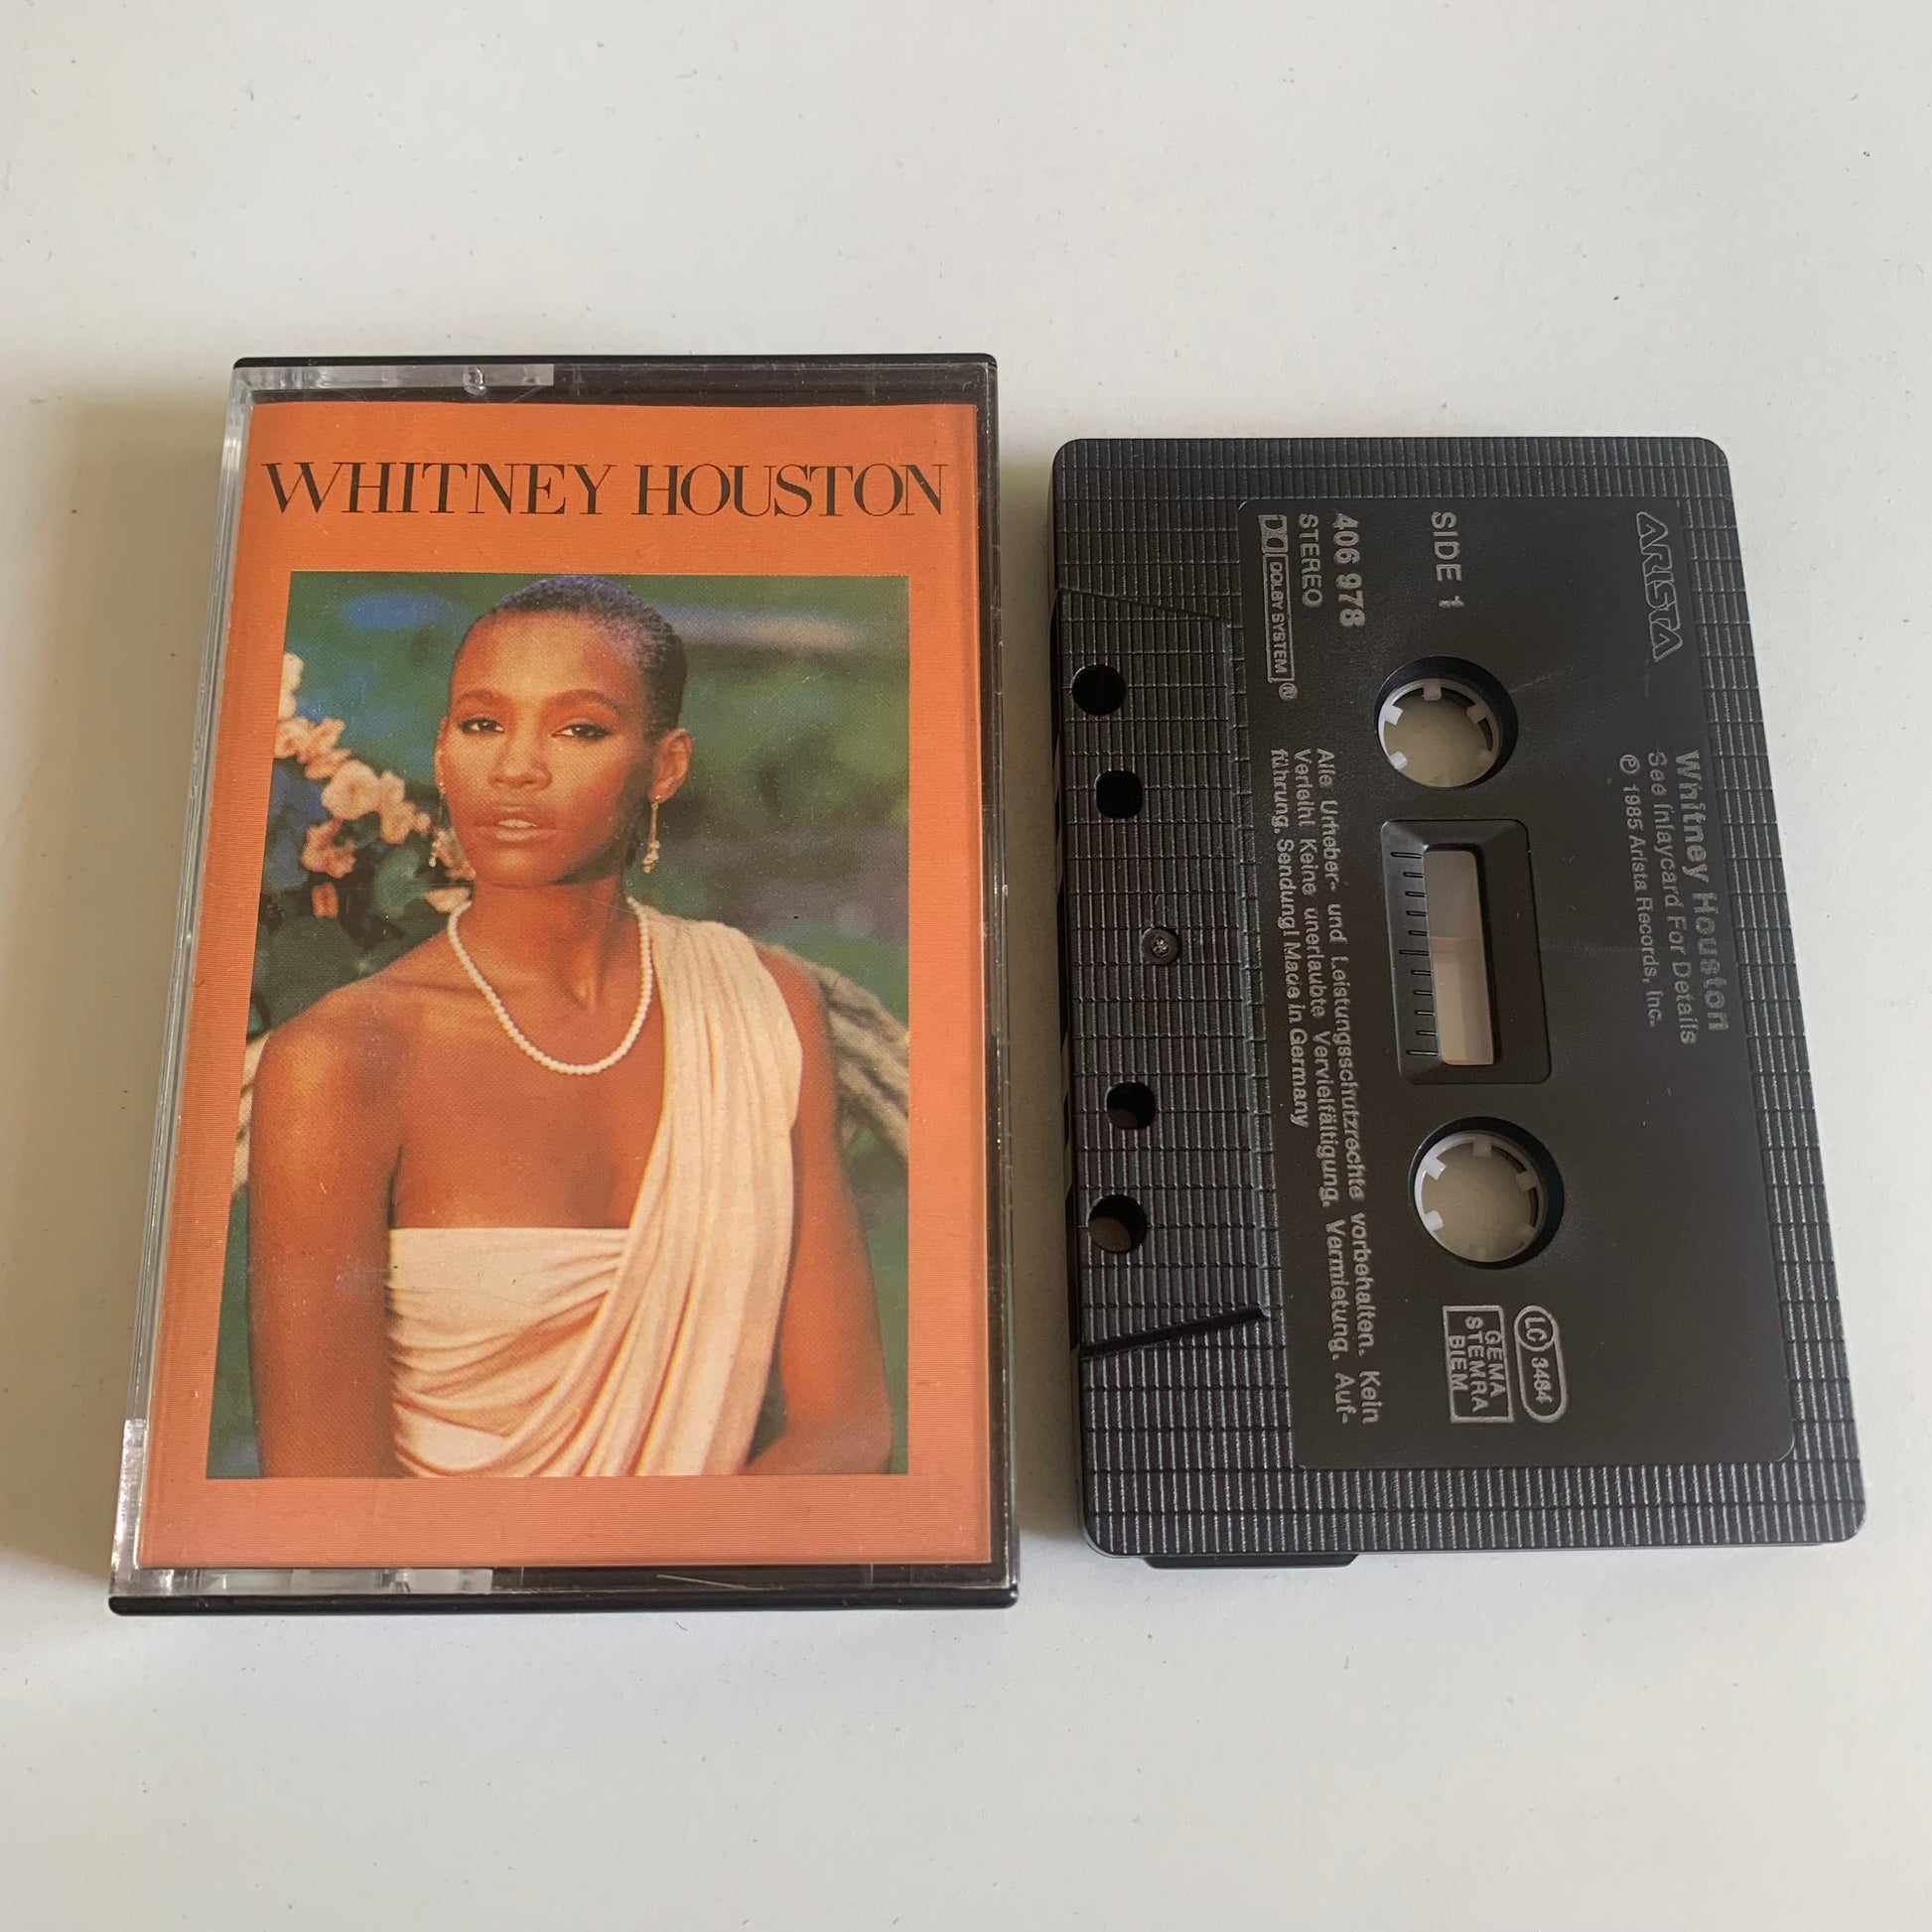 WHITNEY HOUSTON
ARISTA
Whitney Houston
See Inlaycard For Details
℗ 1985 Arista Records, Inc.
SIDE 1
LC 3484
GEMA
STEMRA
BIEM
406 978
STEREO
DOLBY SYSTEM®
Alle Urheber- und Leistungsschutzrechte vorbehalten. Kein
Verleih! Keine unerlaubte Vervielfältigung, Vermietung, Auf-
führung, Sendung! Made in Germany